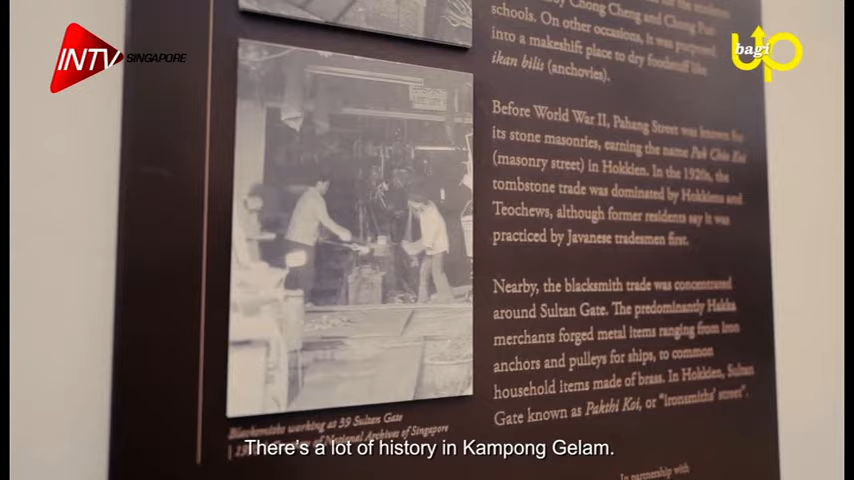 INTV
SINGAPORE
bagi
UP
by Chong Cheng and Chong
schools. On other occasions, it was
into a makeshift place to dry foodstuff like
ikan bilis (anchovies).
Before World War II, Pahang Street was known for
its stone masonries, earning the name
(masonry street) in Hokkien. In the 1920s, the
tombstone trade was dominated by Hokkiens and
Teochews, although former residents say it was
practiced by Javanese tradesmen first.
Nearby, the blacksmith trade was concentrated
around Sultan Gate. The predominantly Hakka
merchants forged metal items ranging from iron
anchors and pulleys for ships, to common
household items made of brass. In Hokkien, Sultan
Gate known as Pakthi Koi, or "ironsmiths' street".
Blacksmiths working at 39 Sultan Gate
of National Archives of Singapore
There's a lot of history in Kampong Gelam.
In partnership with